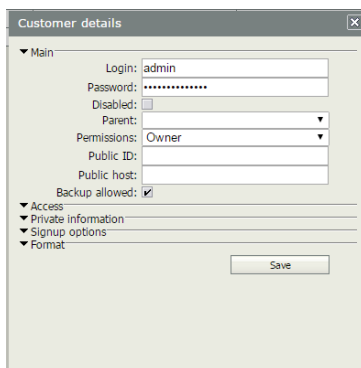 Customer details
Main
Login: admin
Password: ••••••••••••••
Disabled:
Parent:
Permissions: Owner
Public ID:
Public host:
Backup allowed:
Access
Private information
Signup options
Format
Save